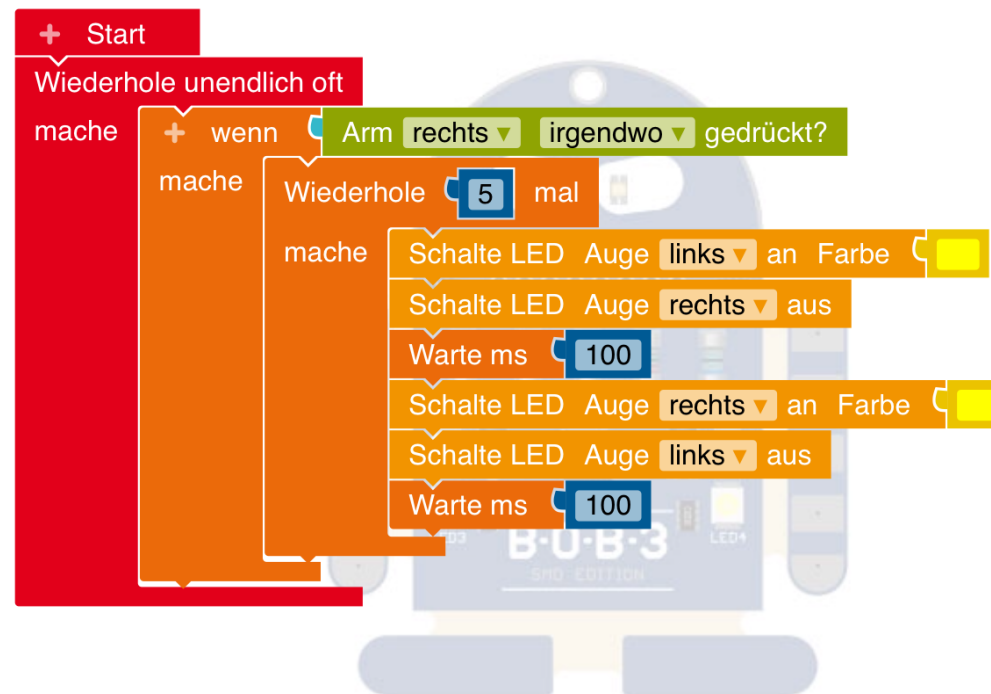 + Start
Wiederhole unendlich oft
mache + wenn Arm rechts ▾ irgendwo ▾ gedrückt?
mache Wiederhole 5 mal
mache Schalte LED Auge links ▾ an Farbe
Schalte LED Auge rechts ▾ aus
Warte ms 100
Schalte LED Auge rechts ▾ an Farbe
Schalte LED Auge links ▾ aus
Warte ms 100
B·O·B·3 LED4
SMD EDITION